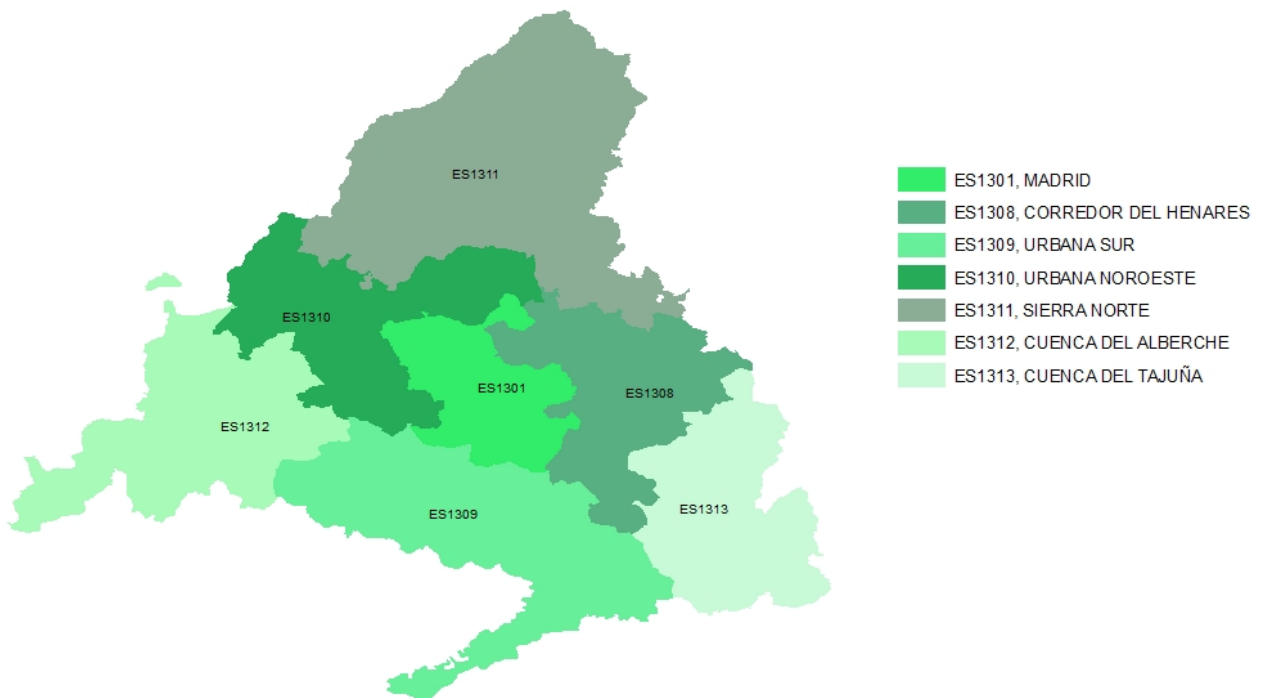 ES1311
ES1310
ES1301
ES1308
ES1312
ES1309
ES1313
ES1301, MADRID
ES1308, CORREDOR DEL HENARES
ES1309, URBANA SUR
ES1310, URBANA NOROESTE
ES1311, SIERRA NORTE
ES1312, CUENCA DEL ALBERCHE
ES1313, CUENCA DEL TAJUÑA